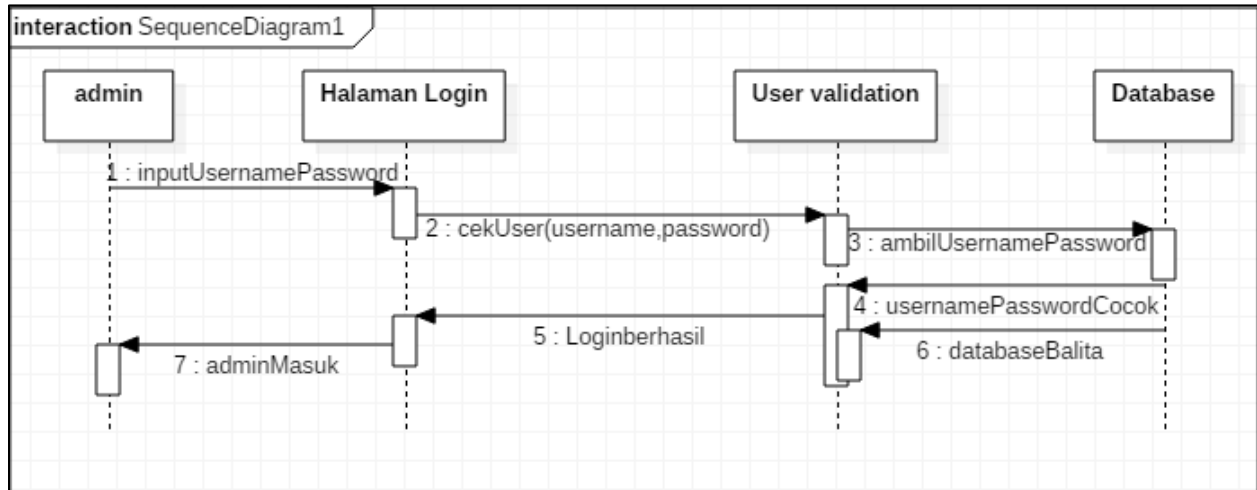 interaction SequenceDiagram1
admin
Halaman Login
User validation
Database
1 : inputUsernamePassword
2 : cekUser(username,password)
3 : ambilUsernamePassword
4 : usernamePasswordCocok
5 : Loginberhasil
6 : databaseBalita
7 : adminMasuk